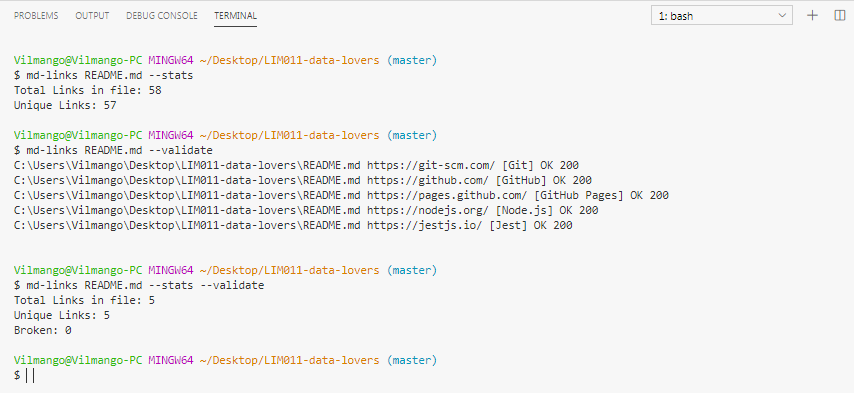 PROBLEMS OUTPUT DEBUG CONSOLE TERMINAL 1: bash
Vilmango@Vilmango-PC MINGW64 ~/Desktop/LIM011-data-lovers (master)
$ md-links README.md --stats
Total Links in file: 58
Unique Links: 57
Vilmango@Vilmango-PC MINGW64 ~/Desktop/LIM011-data-lovers (master)
$ md-links README.md --validate
C:\Users\Vilmango\Desktop\LIM011-data-lovers\README.md https://git-scm.com/ [Git] OK 200
C:\Users\Vilmango\Desktop\LIM011-data-lovers\README.md https://github.com/ [GitHub] OK 200
C:\Users\Vilmango\Desktop\LIM011-data-lovers\README.md https://pages.github.com/ [GitHub Pages] OK 200
C:\Users\Vilmango\Desktop\LIM011-data-lovers\README.md https://nodejs.org/ [Node.js] OK 200
C:\Users\Vilmango\Desktop\LIM011-data-lovers\README.md https://jestjs.io/ [Jest] OK 200
Vilmango@Vilmango-PC MINGW64 ~/Desktop/LIM011-data-lovers (master)
$ md-links README.md --stats --validate
Total Links in file: 5
Unique Links: 5
Broken: 0
Vilmango@Vilmango-PC MINGW64 ~/Desktop/LIM011-data-lovers (master)
$